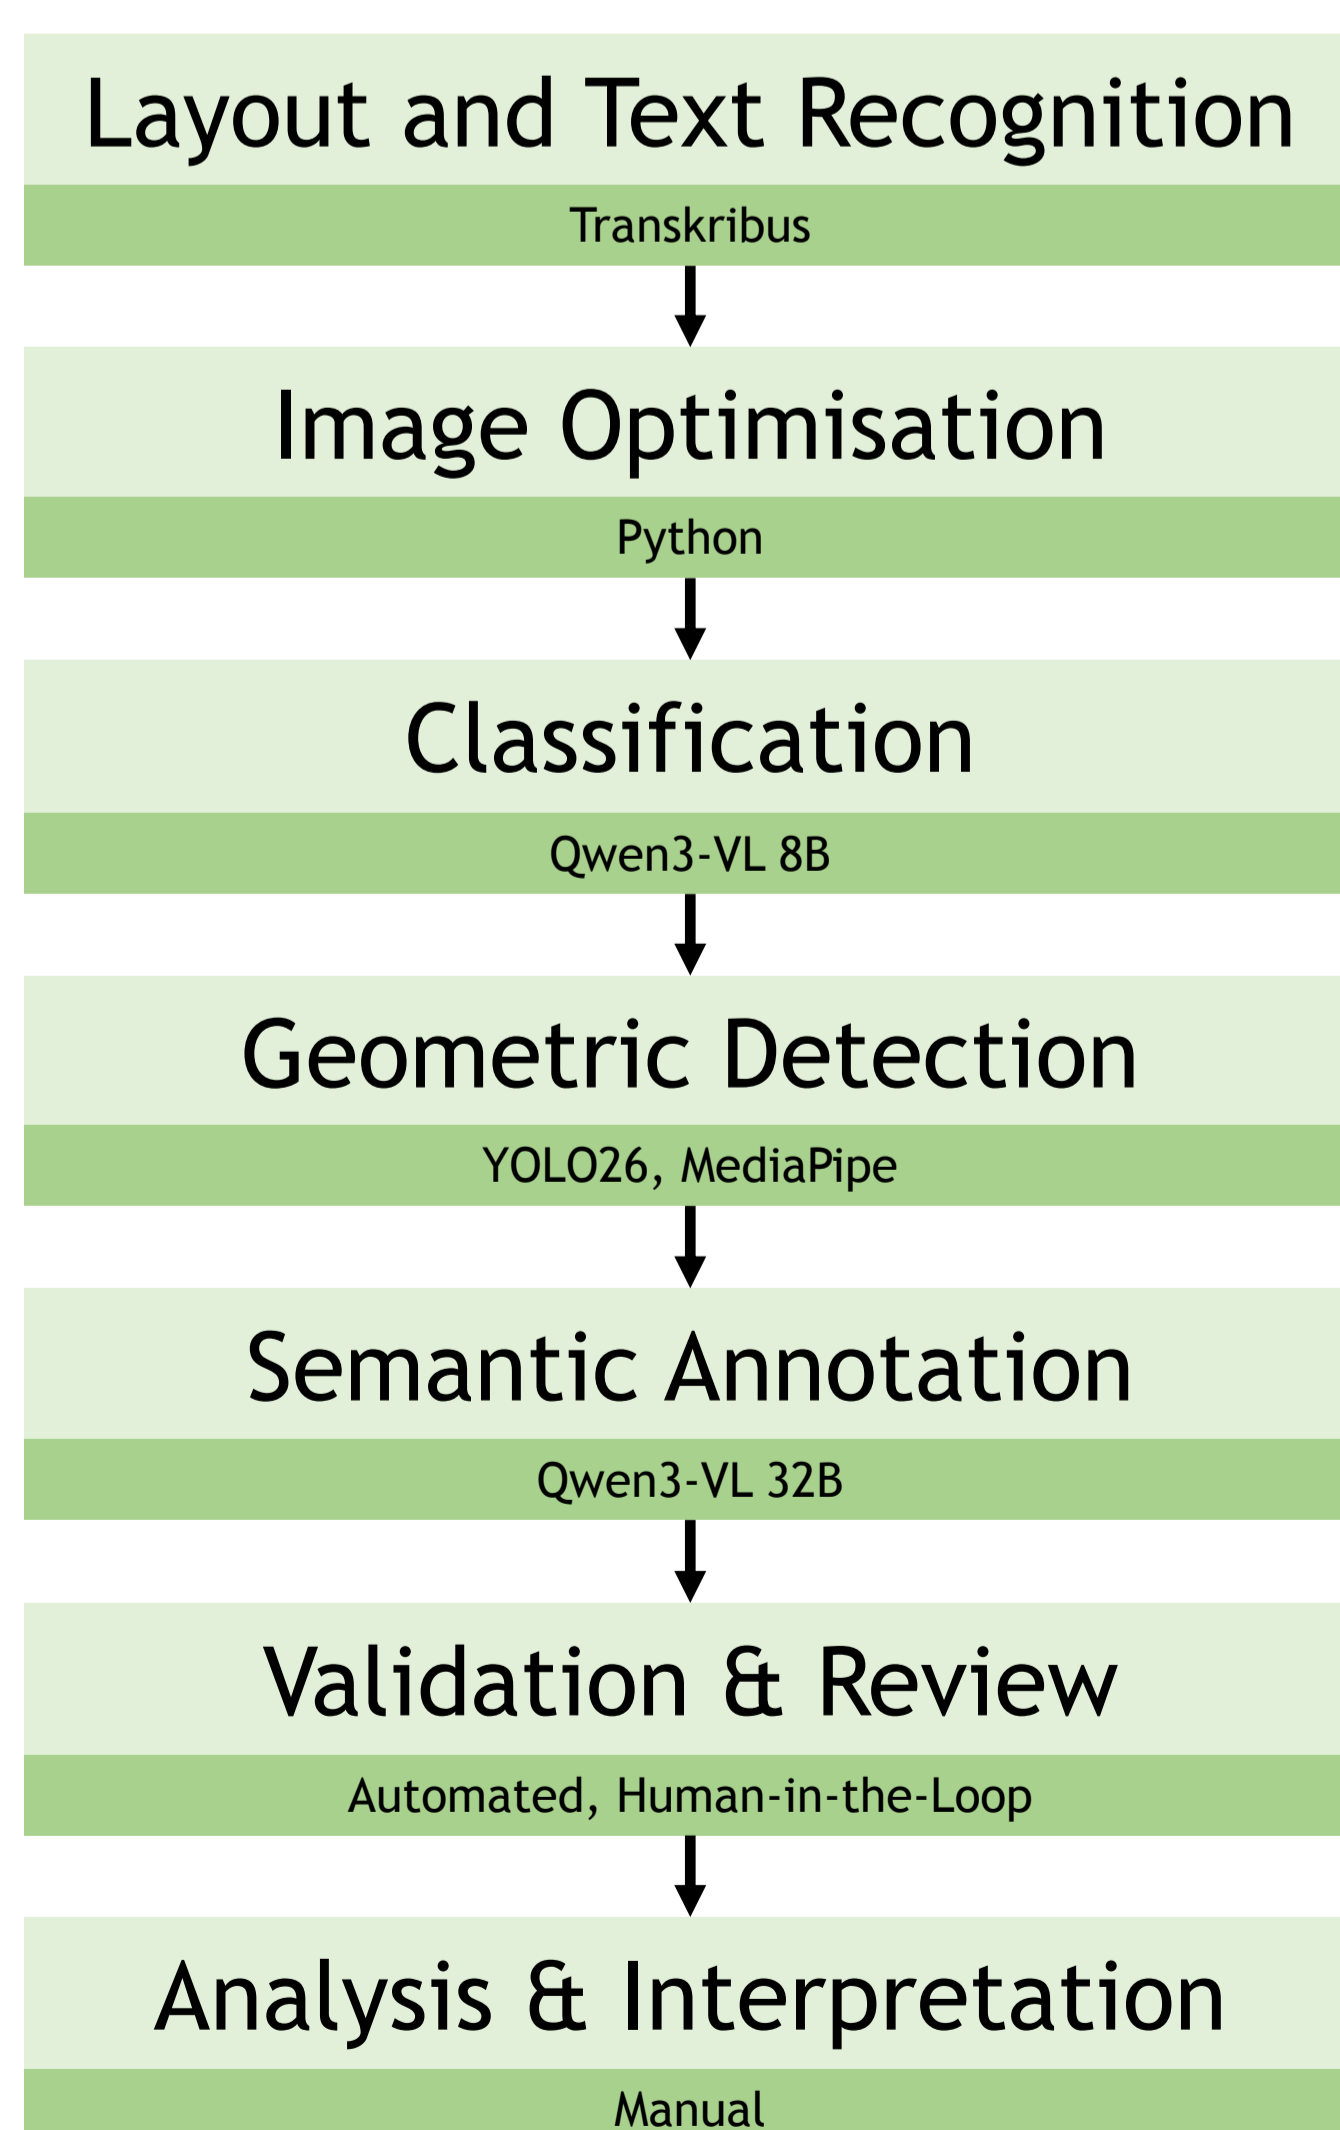 Layout and Text Recognition
Transkribus
Image Optimisation
Python
Classification
Qwen3-VL 8B
Geometric Detection
YOLO26, MediaPipe
Semantic Annotation
Qwen3-VL 32B
Validation & Review
Automated, Human-in-the-Loop
Analysis & Interpretation
Manual